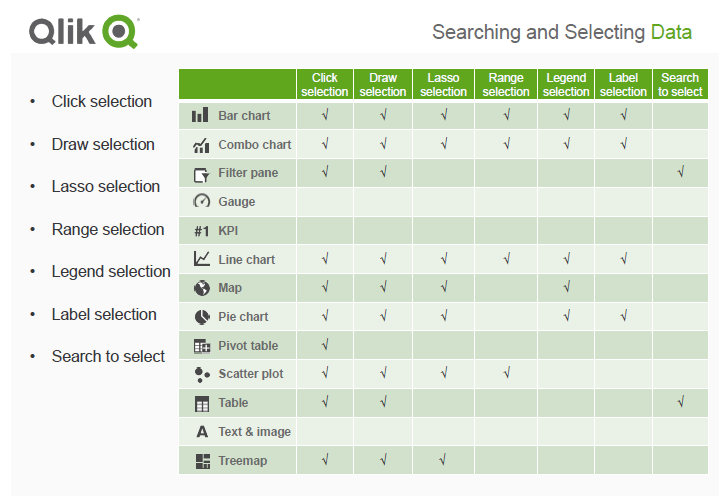 Qlik
Searching and Selecting Data
• Click selection
• Draw selection
• Lasso selection
• Range selection
• Legend selection
• Label selection
• Search to select
Click selection Draw selection Lasso selection Range selection Legend selection Label selection Search to select
Bar chart √ √ √ √ √ √
Combo chart √ √ √ √ √ √
Filter pane √ √ √
Gauge
#1 KPI
Line chart √ √ √ √ √ √
Map √ √ √ √
Pie chart √ √ √ √ √
Pivot table √
Scatter plot √ √ √ √
Table √ √ √
A Text & image
Treemap √ √ √